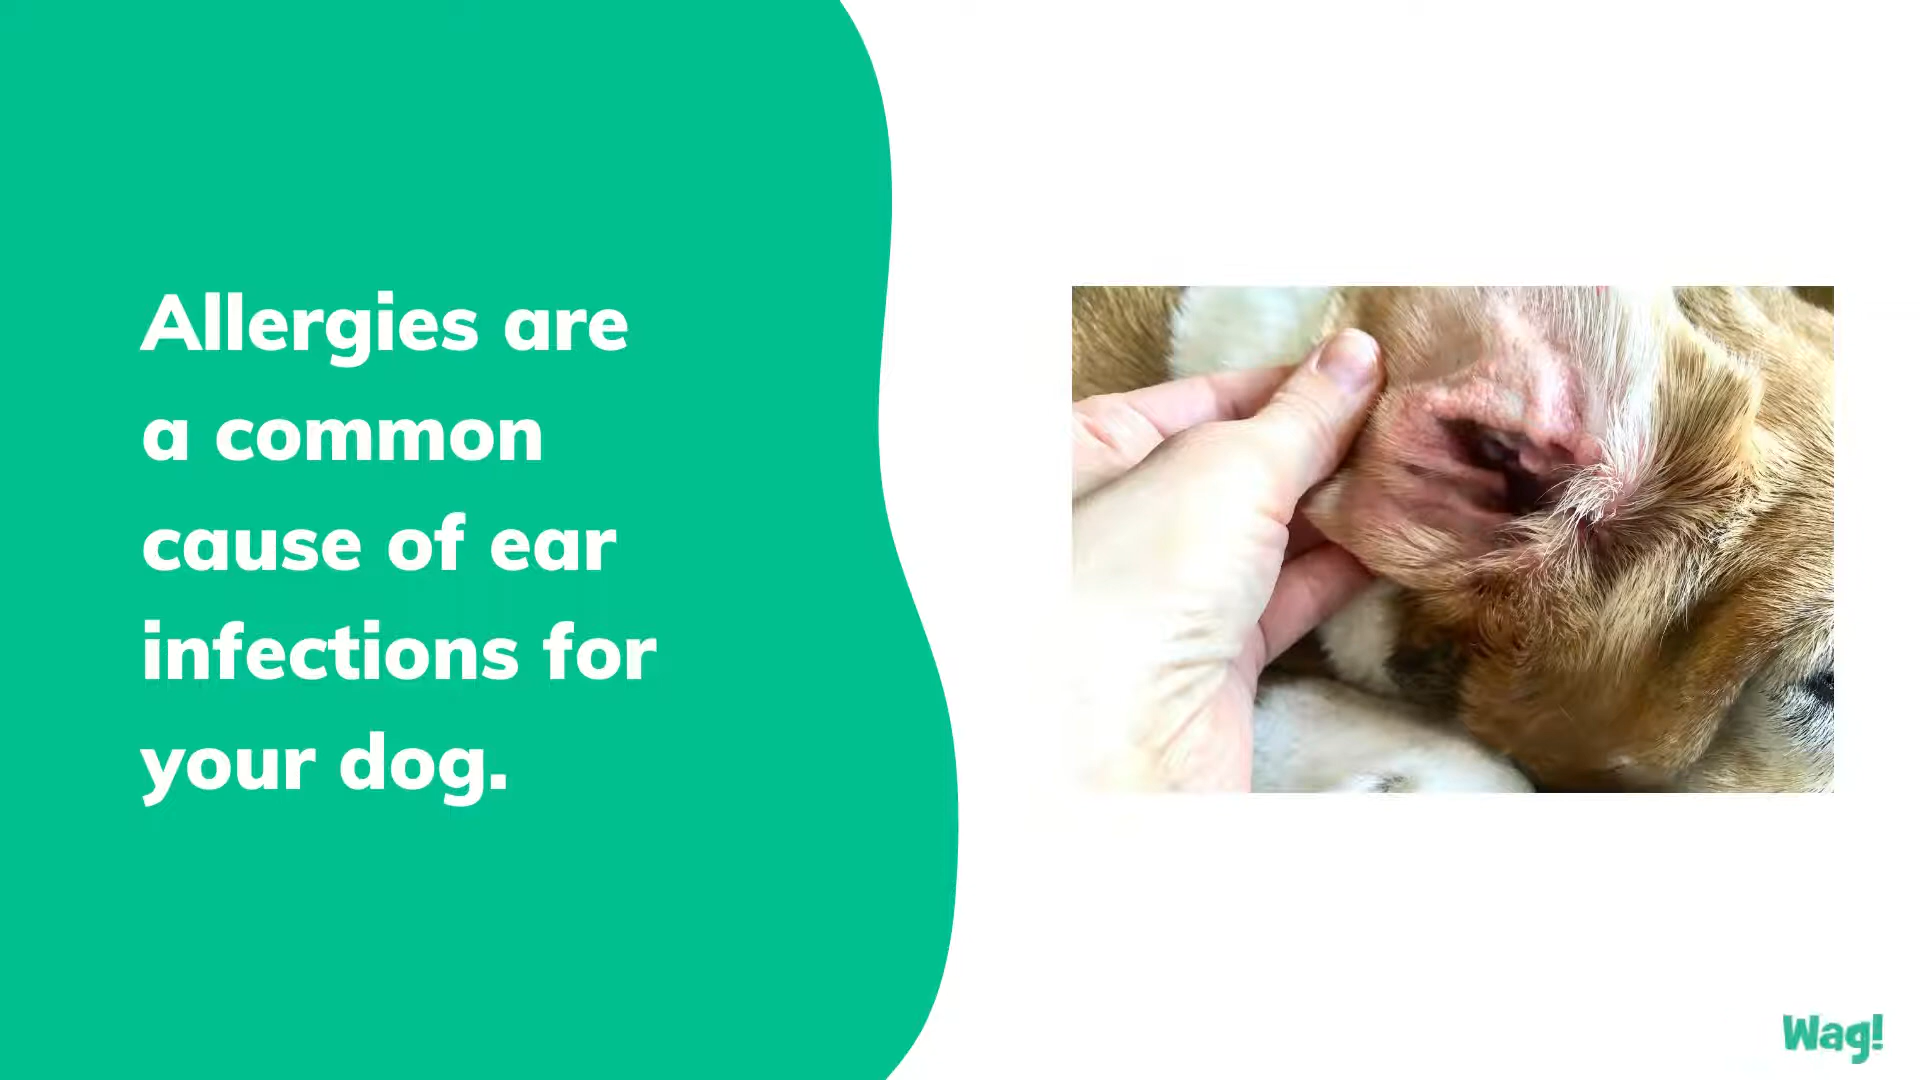 Allergies are
a common
cause of ear
infections for
your dog.
Wag!